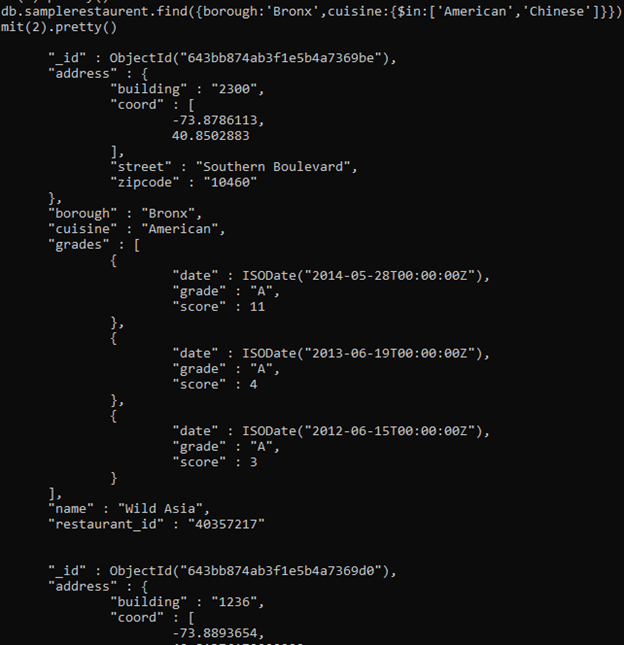 db.samplerestaurent.find({borough:'Bronx',cuisine:{$in:['American','Chinese']}})
mit(2).pretty()
"_id" : ObjectId("643bb874ab3f1e5b4a7369be"),
"address" : {
"building" : "2300",
"coord" : [
-73.8786113,
40.8502883
],
"street" : "Southern Boulevard",
"zipcode" : "10460"
},
"borough" : "Bronx",
"cuisine" : "American",
"grades" : [
{
"date" : ISODate("2014-05-28T00:00:00Z"),
"grade" : "A",
"score" : 11
},
{
"date" : ISODate("2013-06-19T00:00:00Z"),
"grade" : "A",
"score" : 4
},
{
"date" : ISODate("2012-06-15T00:00:00Z"),
"grade" : "A",
"score" : 3
}
],
"name" : "Wild Asia",
"restaurant_id" : "40357217"
"_id" : ObjectId("643bb874ab3f1e5b4a7369d0"),
"address" : {
"building" : "1236",
"coord" : [
-73.8893654,